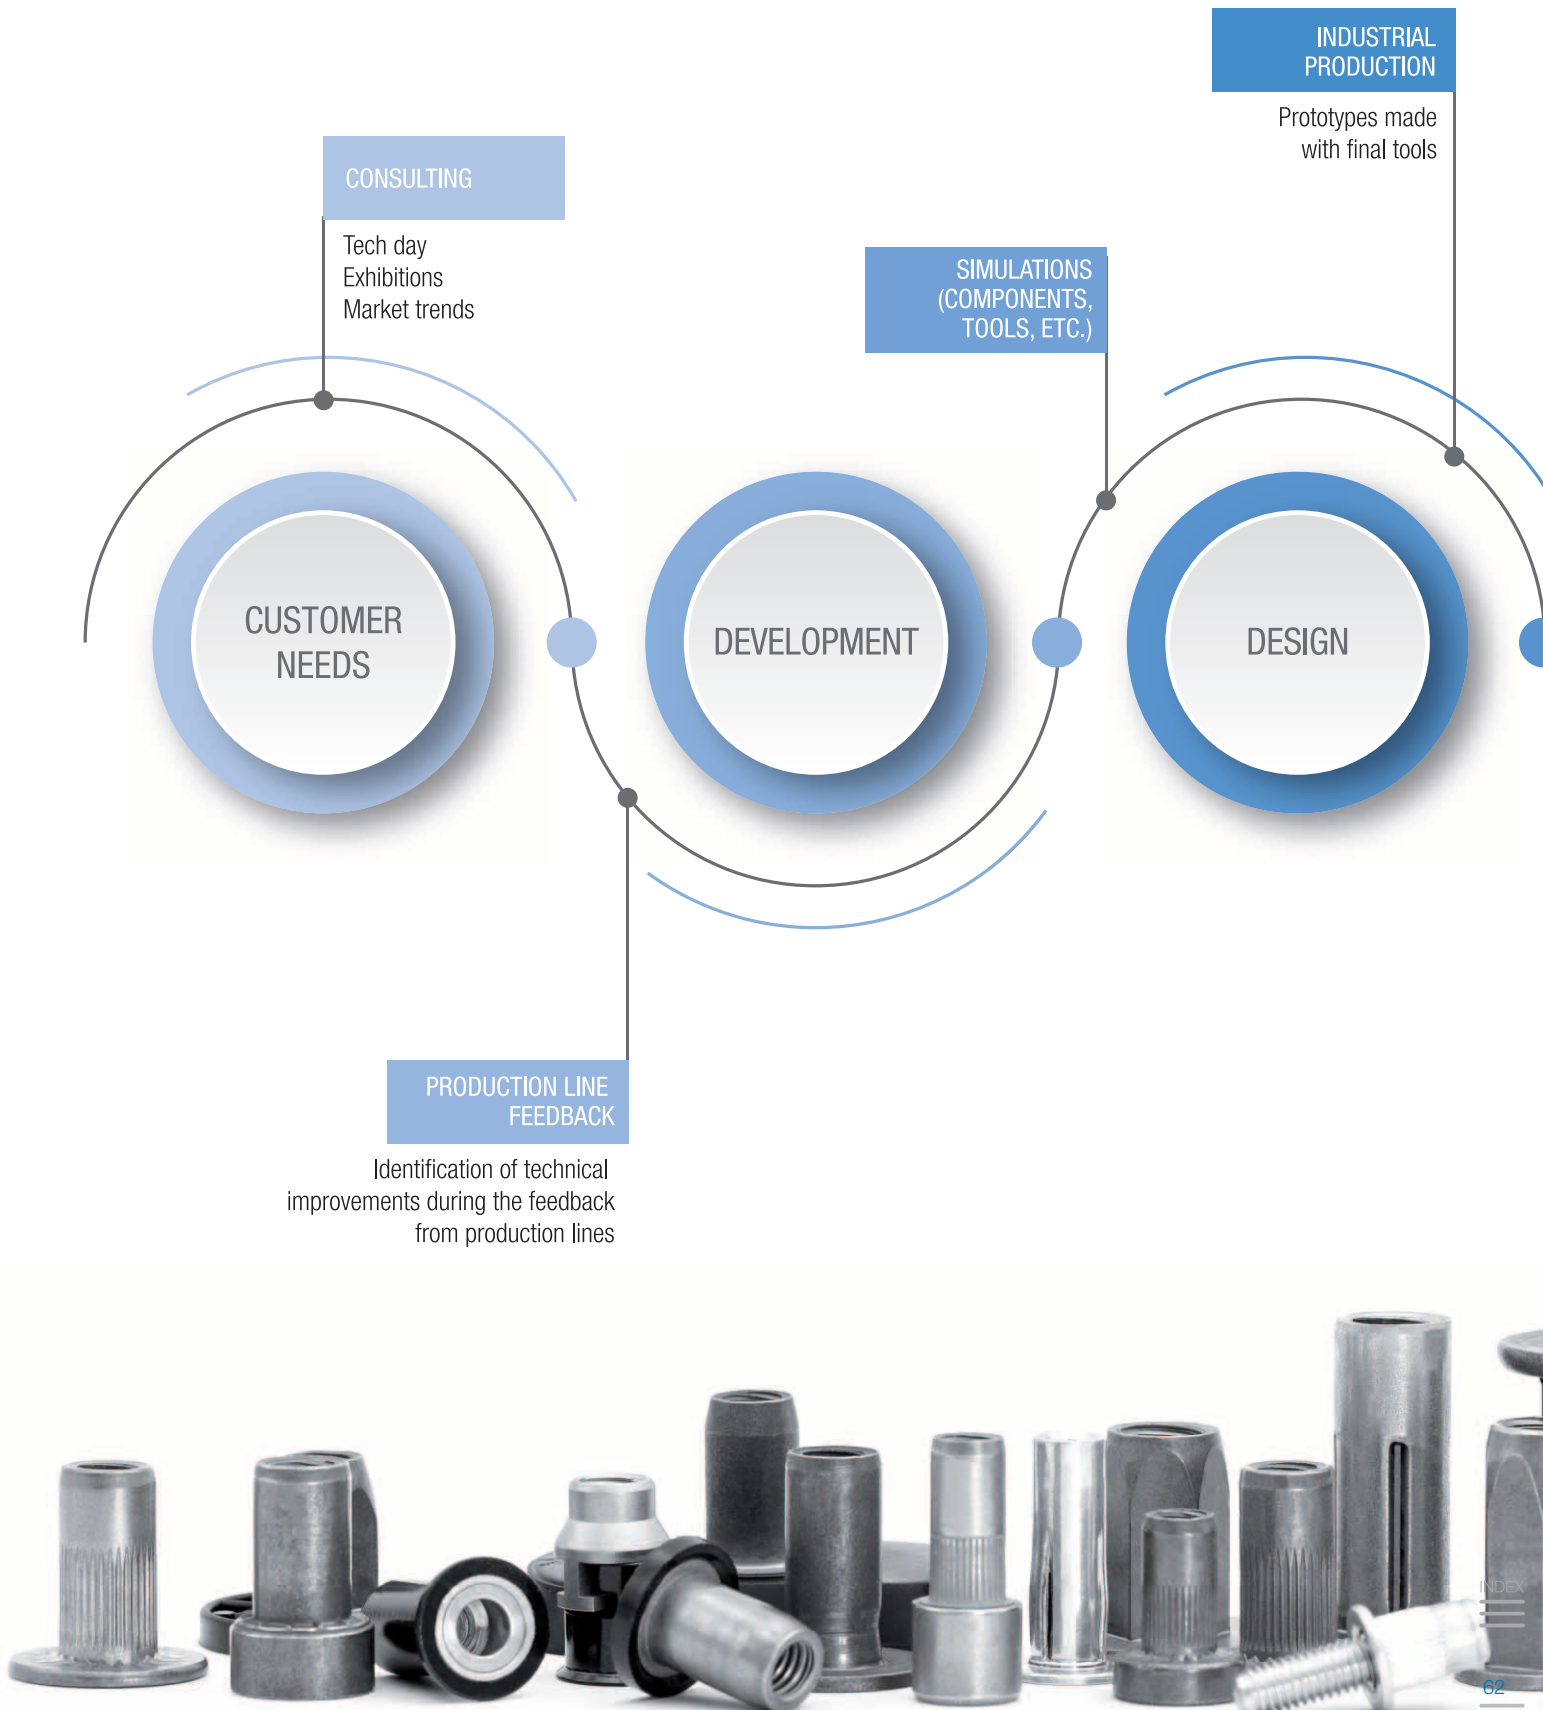 INDUSTRIAL
PRODUCTION
Prototypes made
with final tools
CONSULTING
Tech day
Exhibitions
Market trends
SIMULATIONS
(COMPONENTS,
TOOLS, ETC.)
CUSTOMER
NEEDS
DEVELOPMENT
DESIGN
PRODUCTION LINE
FEEDBACK
Identification of technical
improvements during the feedback
from production lines
INDEX
62